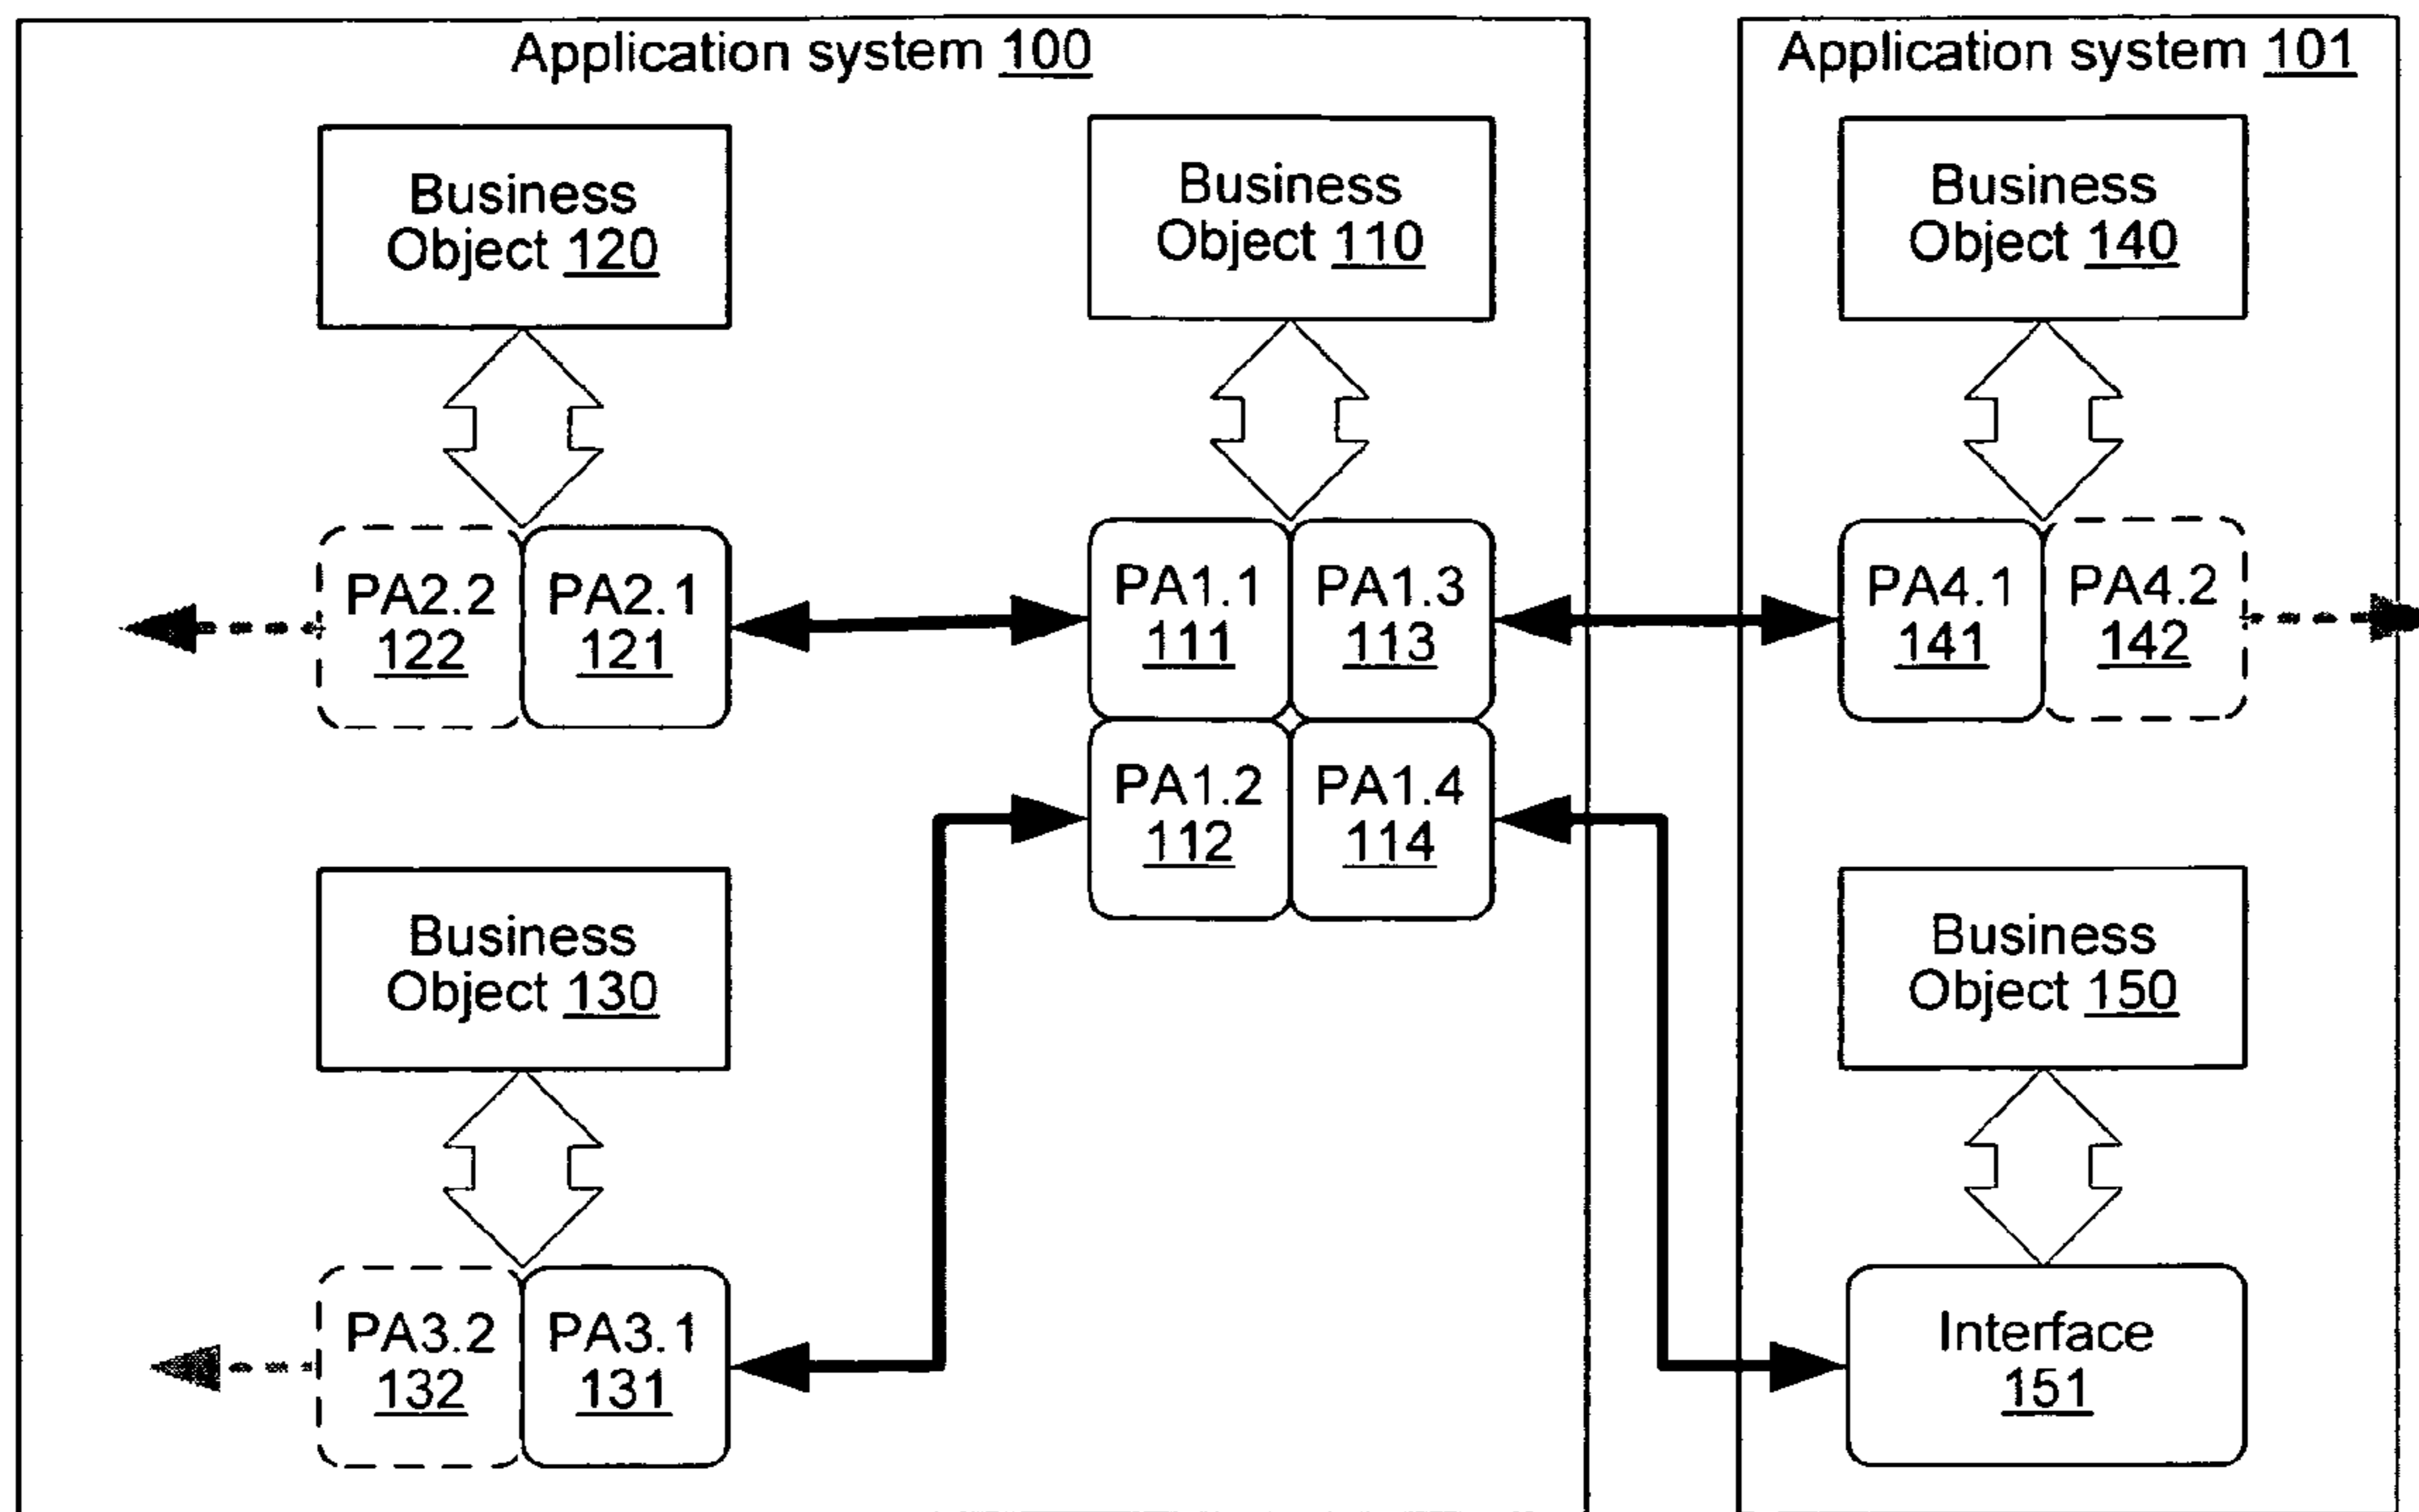 Application system 100
Application system 101
Business
Object 120
Business
Object 110
Business
Object 140
PA2.2
122
PA2.1
121
PA1.1
111
PA1.3
113
PA4.1
141
PA4.2
142
PA1.2
112
PA1.4
114
Business
Object 130
Business
Object 150
PA3.2
132
PA3.1
131
Interface
151